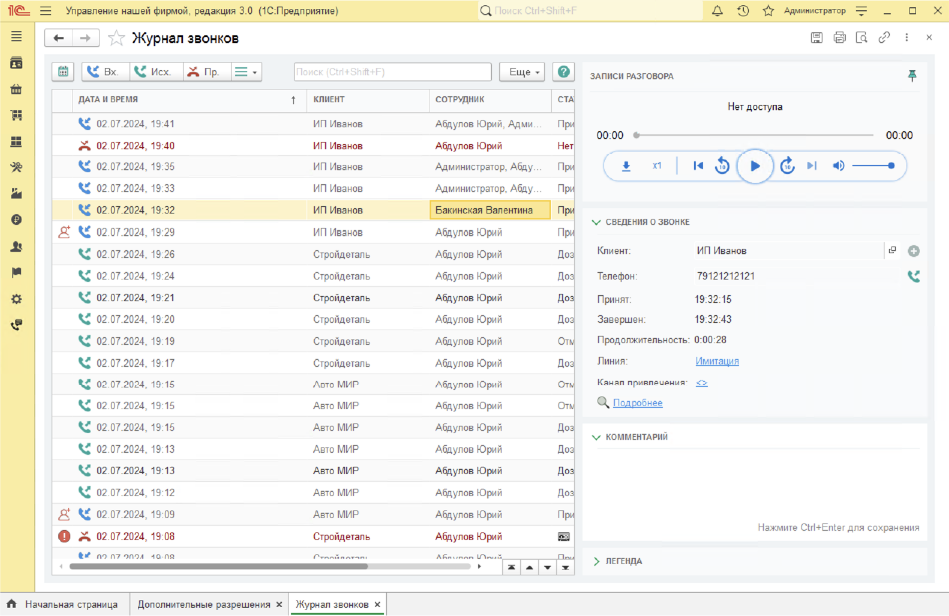 1С Управление нашей фирмой, редакция 3.0 (1С:Предприятие) Поиск Ctrl+Shift+F Администратор
Журнал звонков
Вх. Исх. Пр. Поиск (Ctrl+Shift+F) Еще ?
ДАТА И ВРЕМЯ ↑ КЛИЕНТ СОТРУДНИК СТА
02.07.2024, 19:41 ИП Иванов Абдулов Юрий, Адми... При
02.07.2024, 19:40 ИП Иванов Абдулов Юрий Нет
02.07.2024, 19:35 ИП Иванов Администратор, Абду... При
02.07.2024, 19:33 ИП Иванов Администратор, Абду... При
02.07.2024, 19:32 ИП Иванов Бакинская Валентина При
02.07.2024, 19:29 ИП Иванов Абдулов Юрий При
02.07.2024, 19:26 Стройдеталь Абдулов Юрий Доз
02.07.2024, 19:24 Стройдеталь Абдулов Юрий Доз
02.07.2024, 19:21 Стройдеталь Абдулов Юрий Доз
02.07.2024, 19:20 Стройдеталь Абдулов Юрий Доз
02.07.2024, 19:19 Стройдеталь Абдулов Юрий Отм
02.07.2024, 19:17 Стройдеталь Абдулов Юрий Доз
02.07.2024, 19:15 Авто МИР Абдулов Юрий Отм
02.07.2024, 19:15 Авто МИР Абдулов Юрий Отм
02.07.2024, 19:15 Авто МИР Абдулов Юрий Доз
02.07.2024, 19:13 Авто МИР Абдулов Юрий Доз
02.07.2024, 19:13 Авто МИР Абдулов Юрий Доз
02.07.2024, 19:12 Авто МИР Абдулов Юрий Доз
02.07.2024, 19:09 Авто МИР Абдулов Юрий При
02.07.2024, 19:08 Стройдеталь Абдулов Юрий
02.07.2024, 19:08 Стройдеталь Абдулов Юрий При
ЗАПИСИ РАЗГОВОРА
Нет доступа
00:00 00:00
x1 10 10
СВЕДЕНИЯ О ЗВОНКЕ
Клиент: ИП Иванов
Телефон: 79121212121
Принят: 19:32:15
Завершен: 19:32:43
Продолжительность: 0:00:28
Линия: Имитация
Канал привлечения: <>
Подробнее
КОММЕНТАРИЙ
Нажмите Ctrl+Enter для сохранения
ЛЕГЕНДА
Начальная страница Дополнительные разрешения × Журнал звонков ×